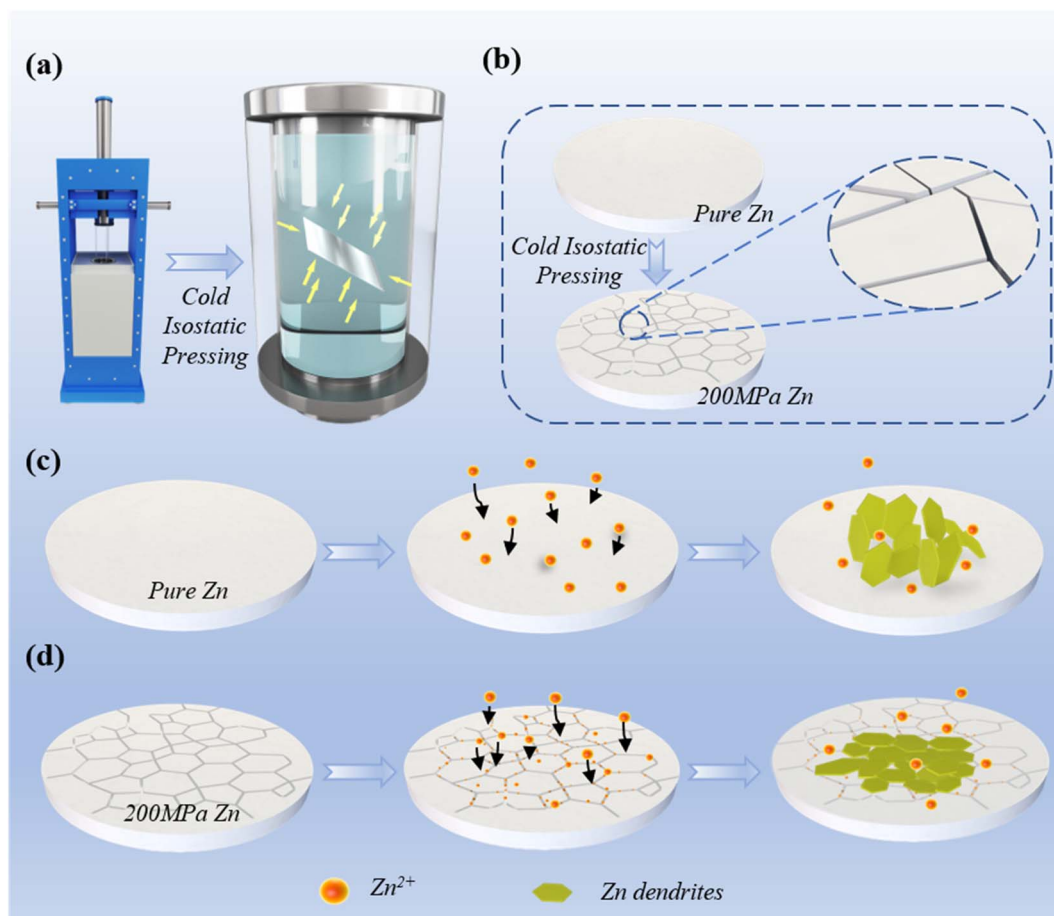 (a)
Cold
Isostatic
Pressing
(b)
Pure Zn
Cold Isostatic
Pressing
200MPa Zn
(c)
Pure Zn
(d)
200MPa Zn
Zn²⁺
Zn dendrites